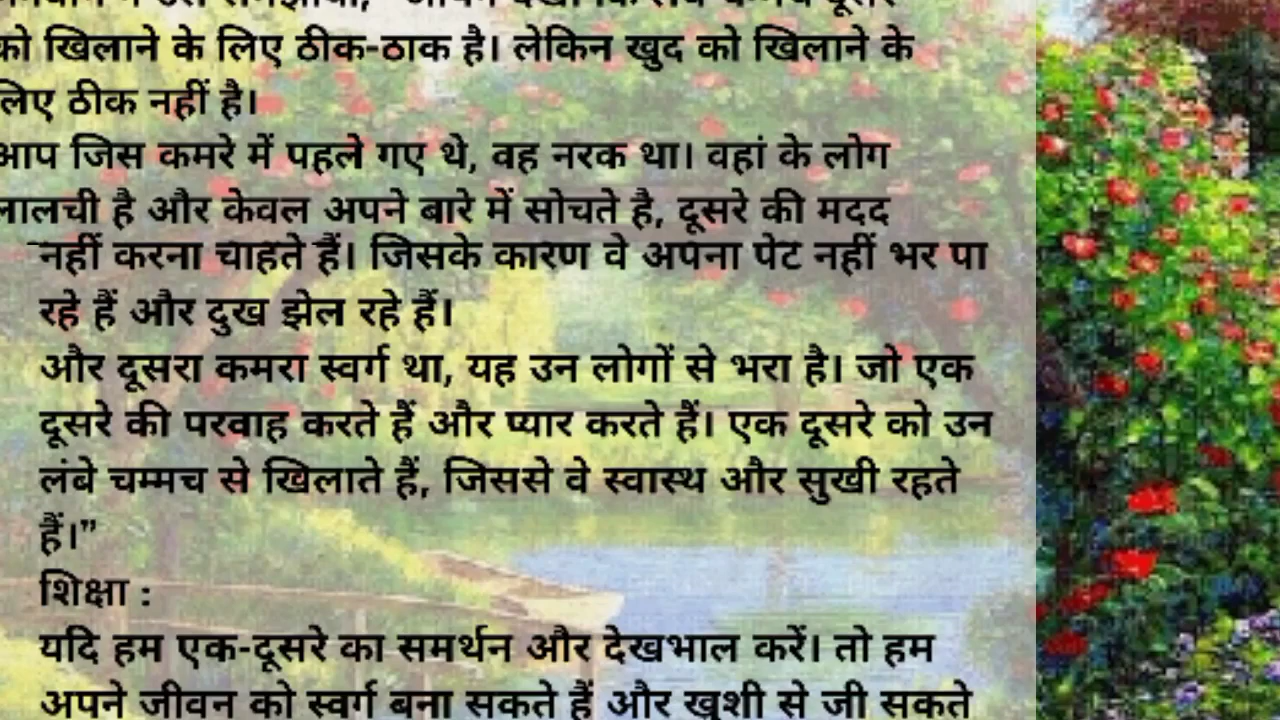 को खिलाने के लिए ठीक-ठाक है। लेकिन खुद को खिलाने के
लिए ठीक नहीं है।
आप जिस कमरे में पहले गए थे, वह नरक था। वहां के लोग
लालची है और केवल अपने बारे में सोचते है, दूसरे की मदद
नहीं करना चाहते हैं। जिसके कारण वे अपना पेट नहीं भर पा
रहे हैं और दुख झेल रहे हैं।
और दूसरा कमरा स्वर्ग था, यह उन लोगों से भरा है। जो एक
दूसरे की परवाह करते हैं और प्यार करते हैं। एक दूसरे को उन
लंबे चम्मच से खिलाते हैं, जिससे वे स्वास्थ और सुखी रहते
हैं।”
शिक्षा :
यदि हम एक-दूसरे का समर्थन और देखभाल करें। तो हम
अपने जीवन को स्वर्ग बना सकते हैं और खुशी से जी सकते